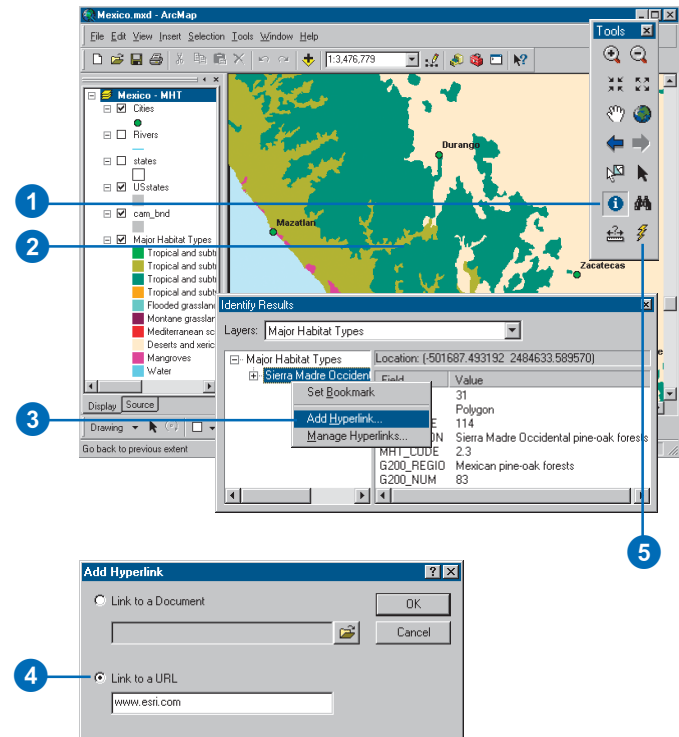 Mexico.mxd - ArcMap
File Edit View Insert Selection Tools Window Help
1:3,476,779
Tools
Mexico - MHT
Cities
Rivers
states
USstates
cam_bnd
Major Habitat Types
Tropical and subt
Tropical and subt
Tropical and subt
Tropical and subt
Flooded grasslan
Montane grasslan
Mediterranean sc
Deserts and xeric
Mangroves
Water
Display Source
Drawing
Go back to previous extent
Durango
Mazatlan
Zacatecas
1
2
Identify Results
Layers: Major Habitat Types
Major Habitat Types
Sierra Madre Occident
Location: (-501687.493192 2484633.589570)
Field Value
31
Polygon
E 114
ON Sierra Madre Occidental pine-oak forests
MHT_CODE 2.3
G200_REGIO Mexican pine-oak forests
G200_NUM 83
Set Bookmark
Add Hyperlink...
Manage Hyperlinks...
3
5
Add Hyperlink
Link to a Document
OK
Cancel
4
Link to a URL
www.esri.com